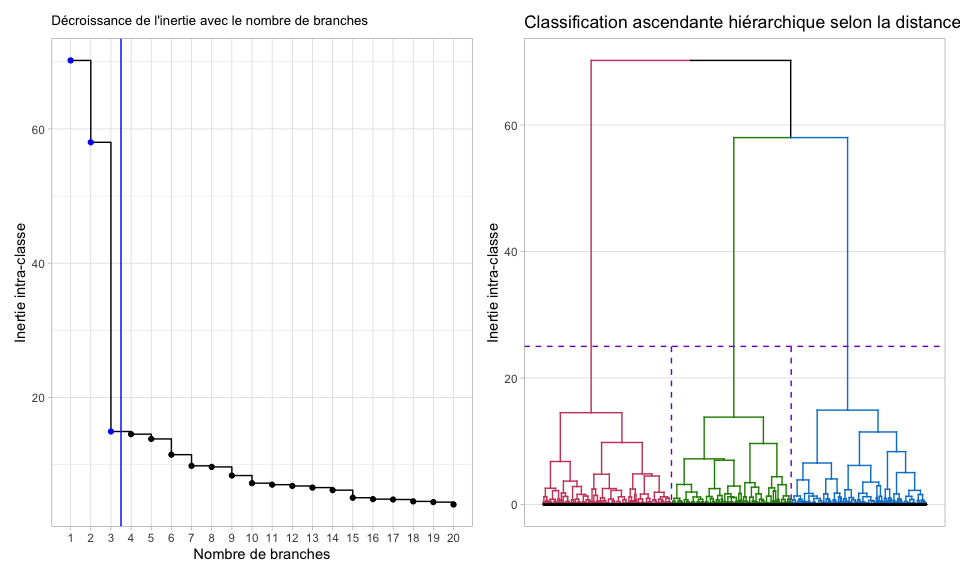 Décroissance de l'inertie avec le nombre de branches
Inertie intra-classe
60
40
20
1 2 3 4 5 6 7 8 9 10 11 12 13 14 15 16 17 18 19 20
Nombre de branches
Classification ascendante hiérarchique selon la distance
Inertie intra-classe
60
40
20
0